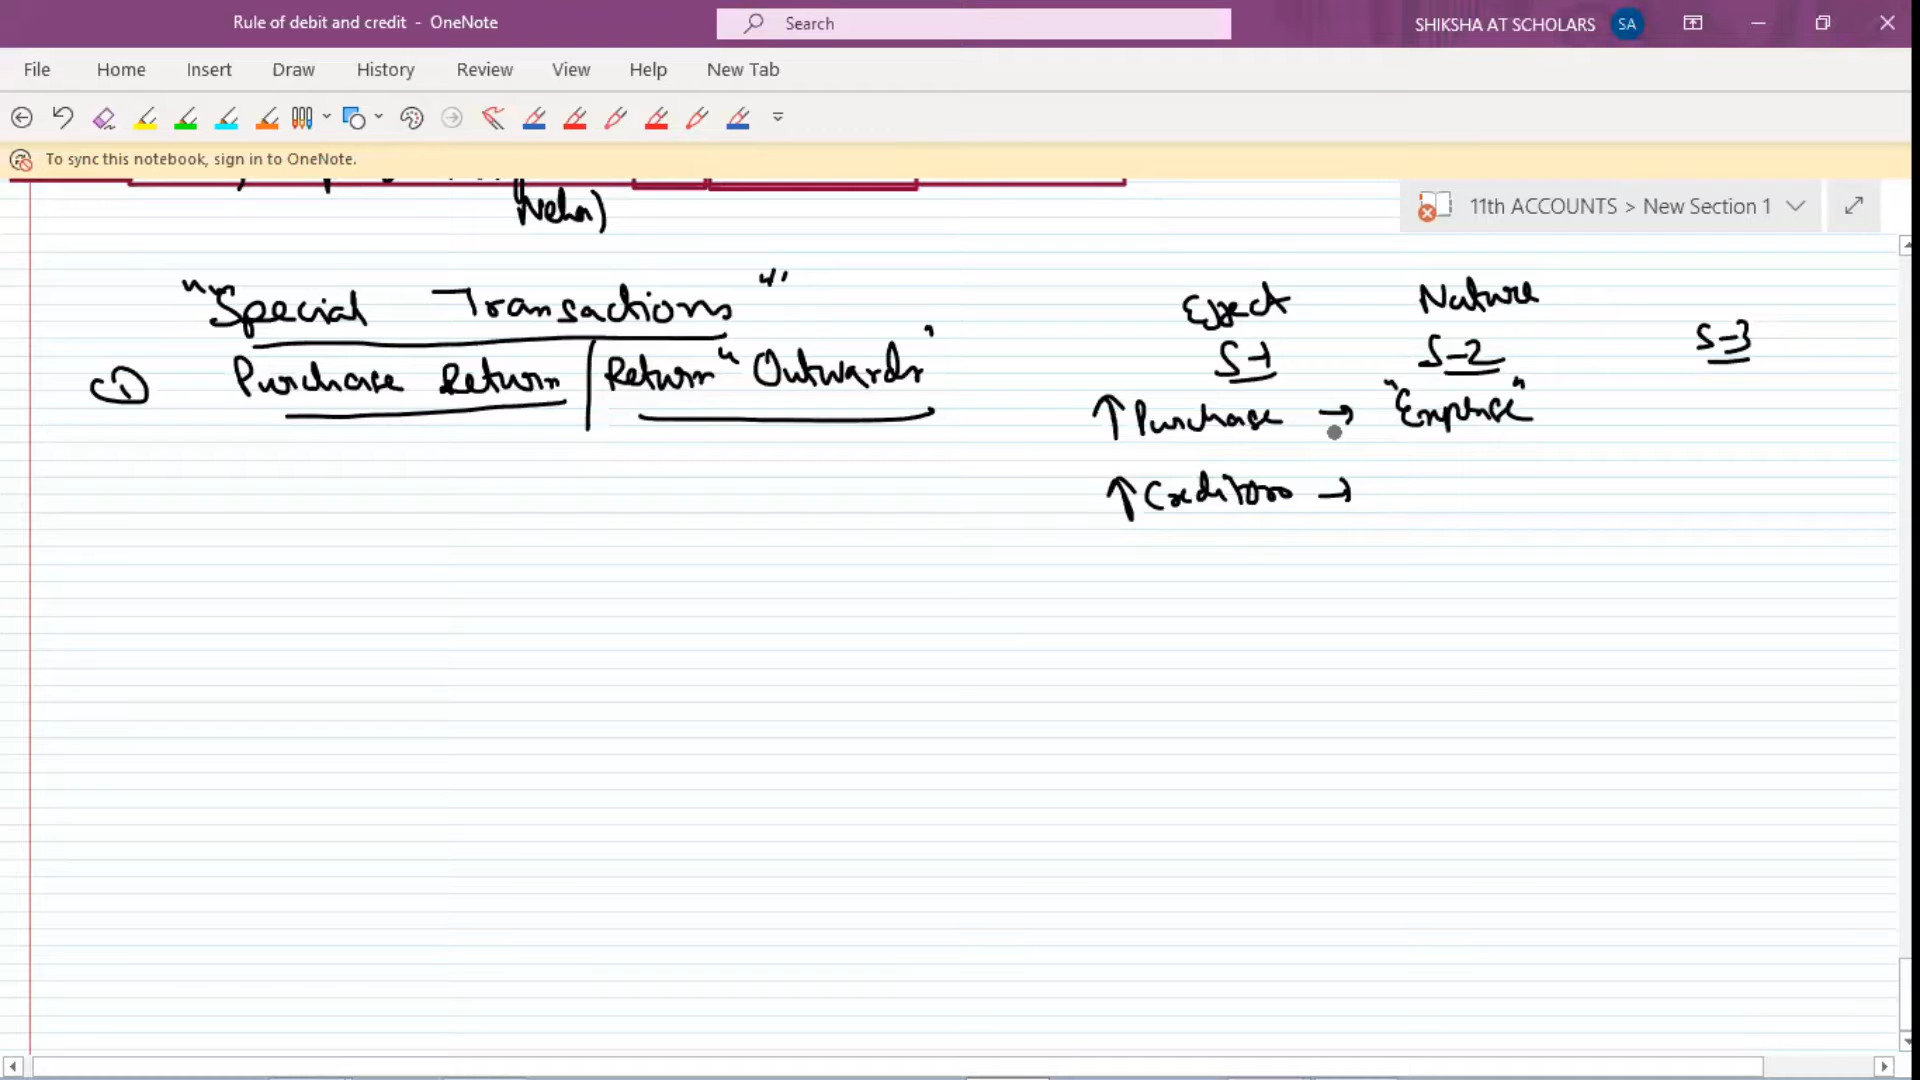 Rule of debit and credit - OneNote
Search
SHIKSHA AT SCHOLARS SA
File Home Insert Draw History Review View Help New Tab
To sync this notebook, sign in to OneNote.
11th ACCOUNTS > New Section 1
Neha)
"Special Transactions"
① Purchase Return | Return "Outwards"
Effect Nature
S-1 S-2 S-3
↑ Purchase → "Expense"
↑ Creditors →